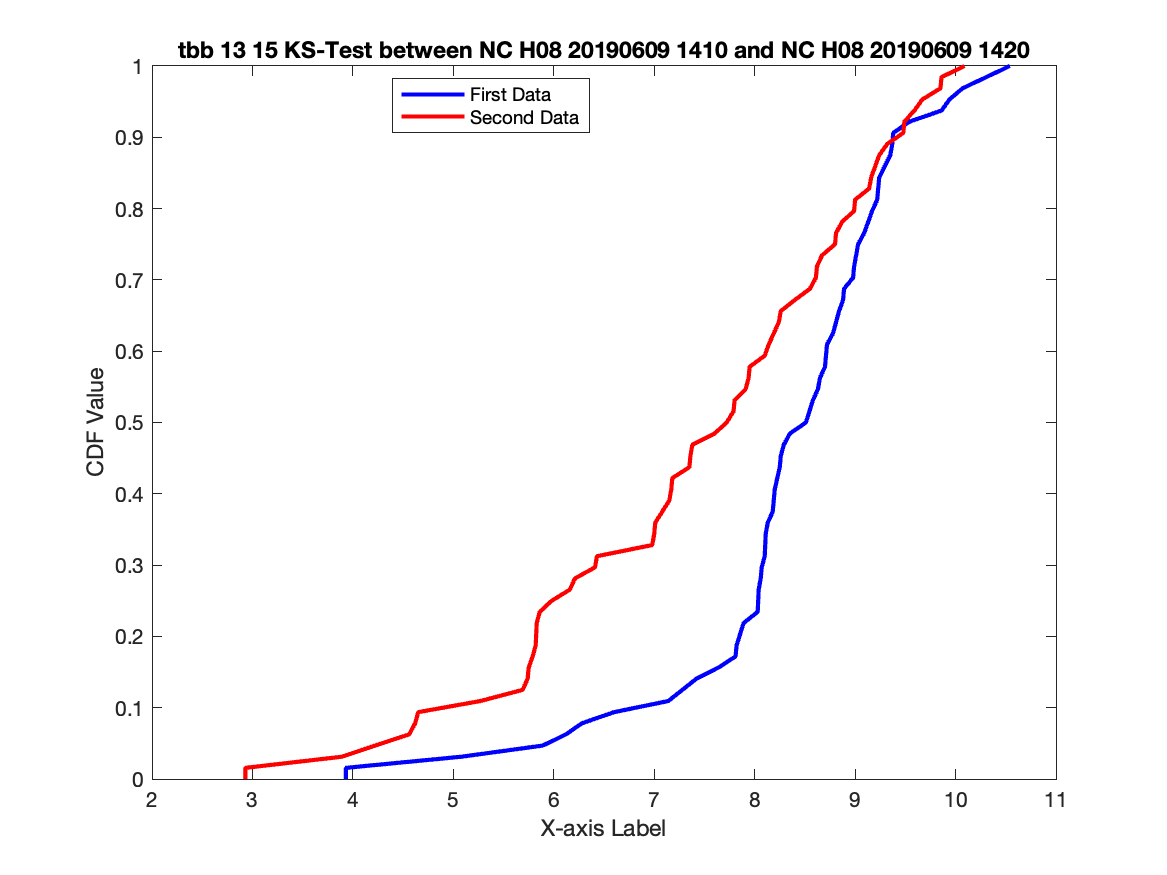 tbb 13 15 KS-Test between NC H08 20190609 1410 and NC H08 20190609 1420
First Data
Second Data
CDF Value
1
0.9
0.8
0.7
0.6
0.5
0.4
0.3
0.2
0.1
0
2 3 4 5 6 7 8 9 10 11
X-axis Label